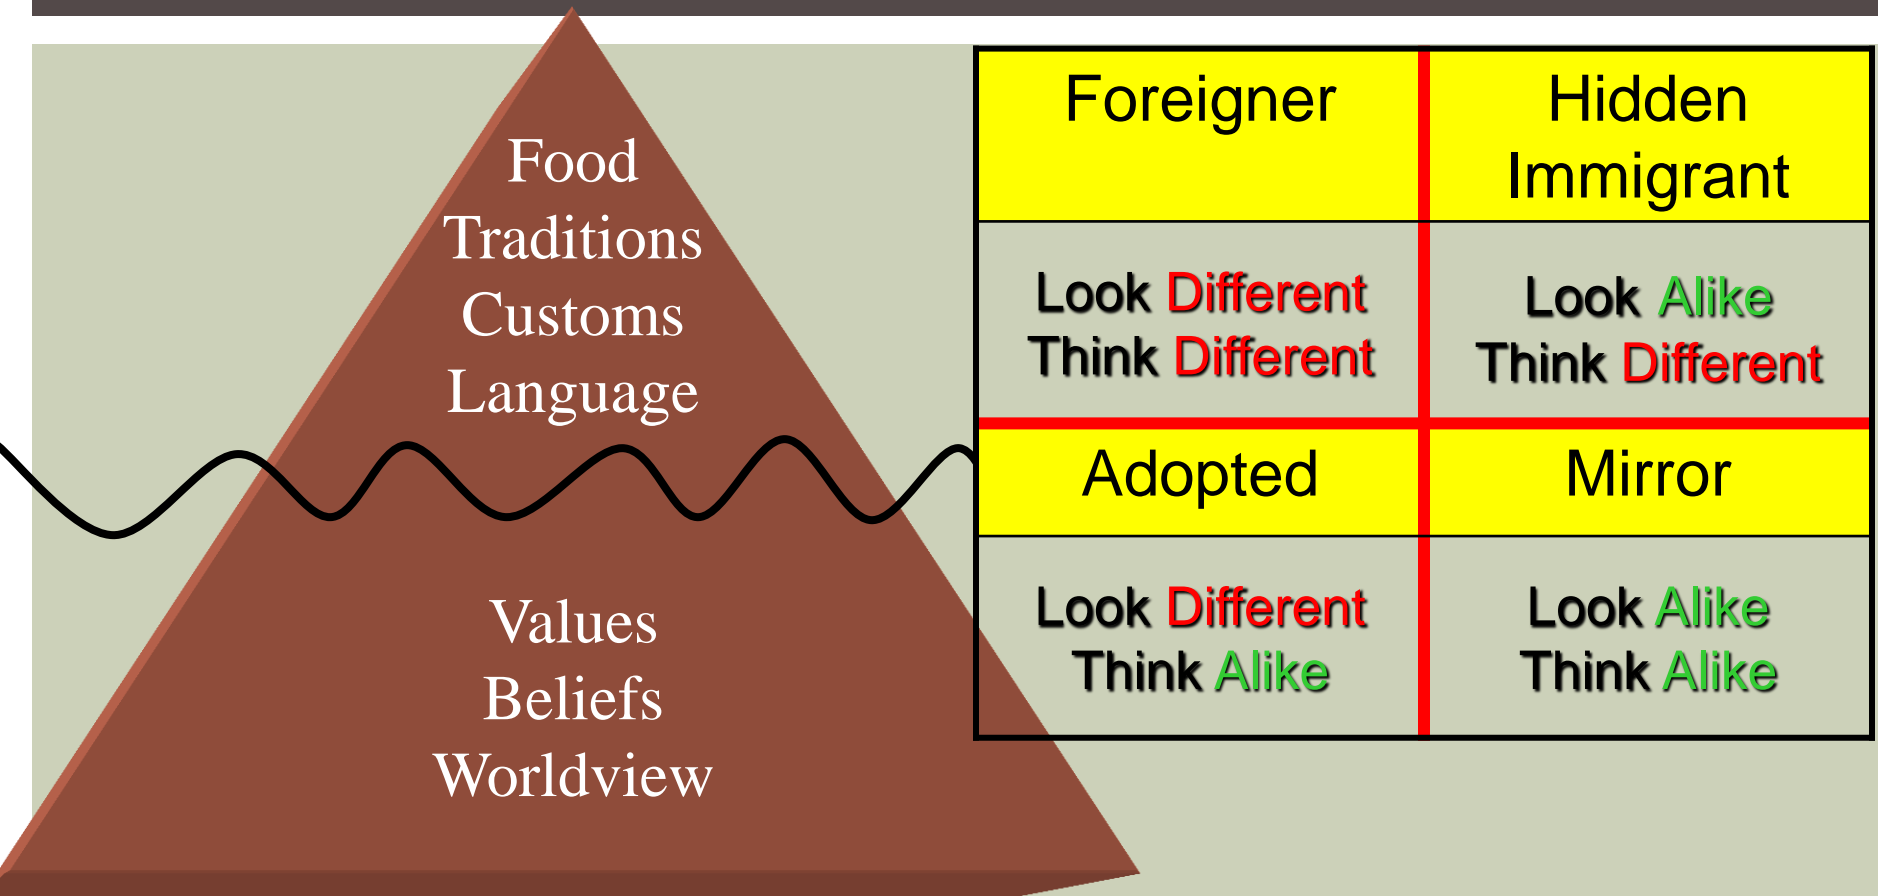 Food
Traditions
Customs
Language
Values
Beliefs
Worldview
Foreigner
Hidden
Immigrant
Look Different
Think Different
Look Alike
Think Different
Adopted
Mirror
Look Different
Think Alike
Look Alike
Think Alike